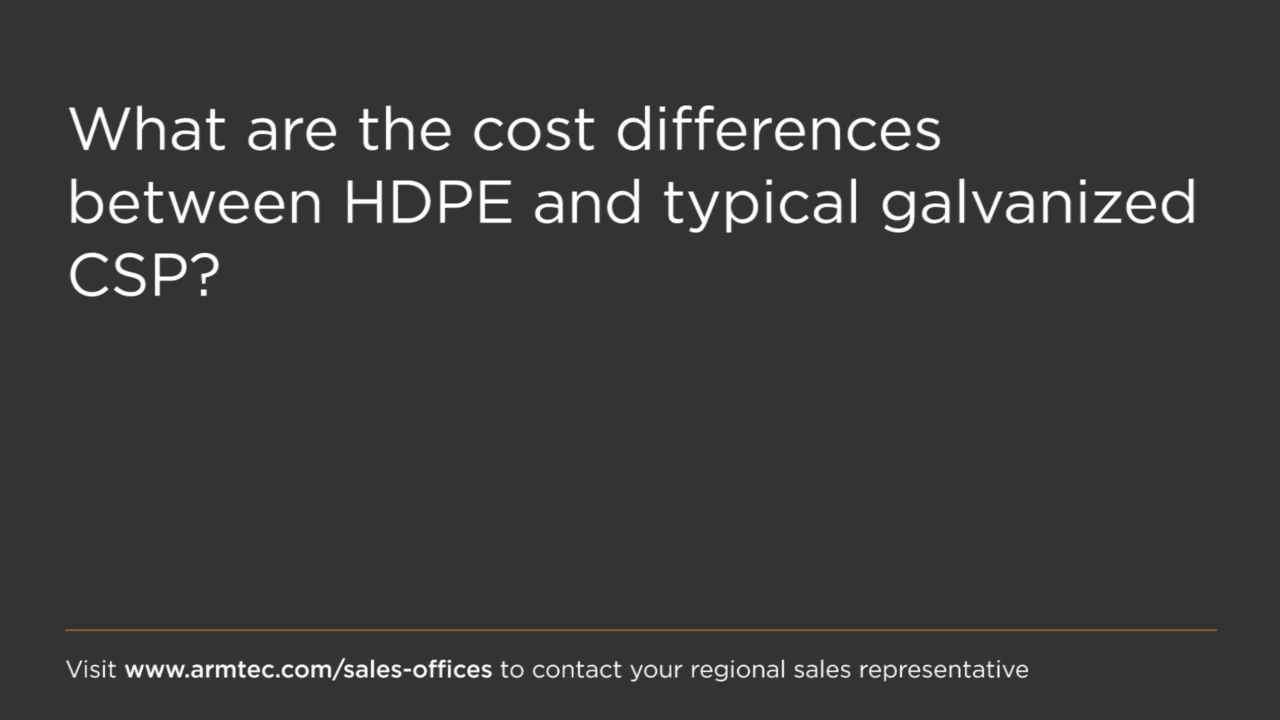 What are the cost differences
between HDPE and typical galvanized
CSP?
Visit www.armtec.com/sales-offices to contact your regional sales representative